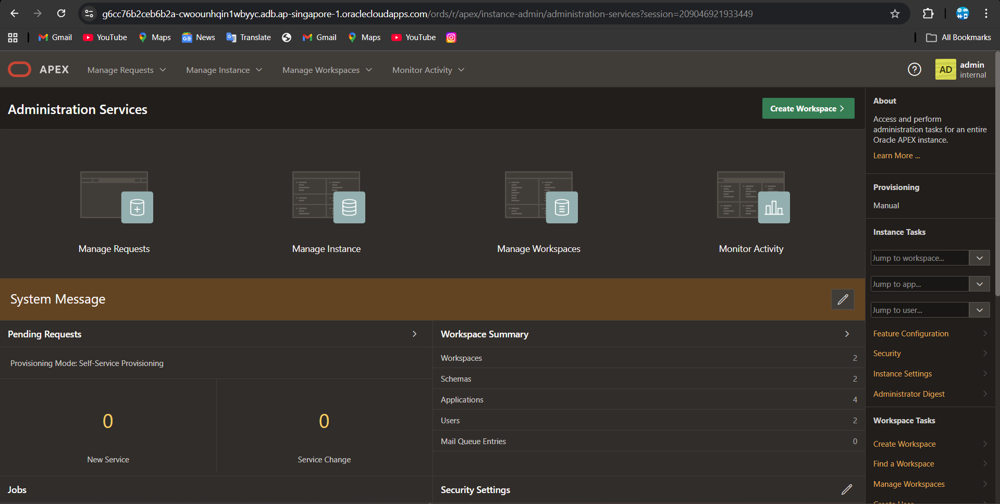 g6cc76b2ceb6b2a-cwoounhqin1wbyyc.adb.ap-singapore-1.oraclecloudapps.com/ords/r/apex/instance-admin/administration-services?session=209046921933449
Gmail YouTube Maps News Translate Gmail Maps YouTube All Bookmarks
APEX Manage Requests Manage Instance Manage Workspaces Monitor Activity ? AD admin
internal
Administration Services
Create Workspace
Manage Requests Manage Instance Manage Workspaces Monitor Activity
System Message
Pending Requests
Provisioning Mode: Self-Service Provisioning
0
New Service
0
Service Change
Jobs
Workspace Summary
Workspaces 2
Schemas 2
Applications 4
Users 2
Mail Queue Entries 0
Security Settings
About
Access and perform
administration tasks for an entire
Oracle APEX instance.
Learn More ...
Provisioning
Manual
Instance Tasks
Jump to workspace...
Jump to app...
Jump to user...
Feature Configuration
Security
Instance Settings
Administrator Digest
Workspace Tasks
Create Workspace
Find a Workspace
Manage Workspaces
Create User